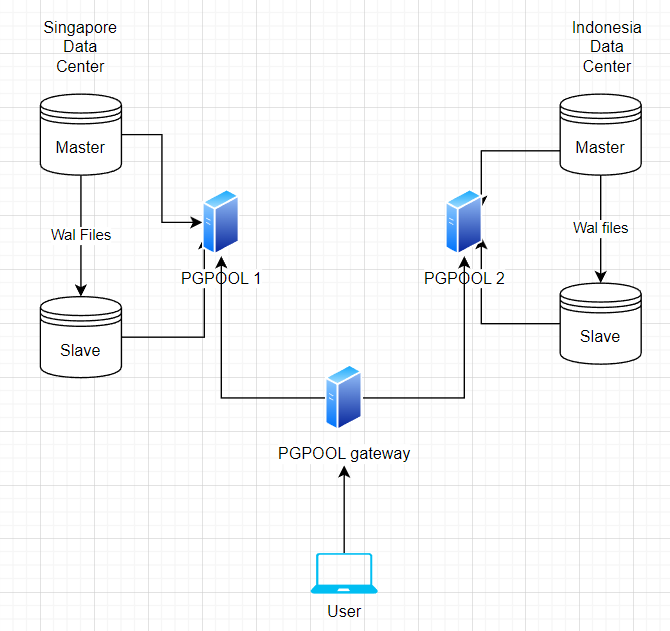 Singapore
Data
Center
Indonesia
Data
Center
Master
Master
Wal Files
Wal files
PGPOOL 1
PGPOOL 2
Slave
Slave
PGPOOL gateway
User